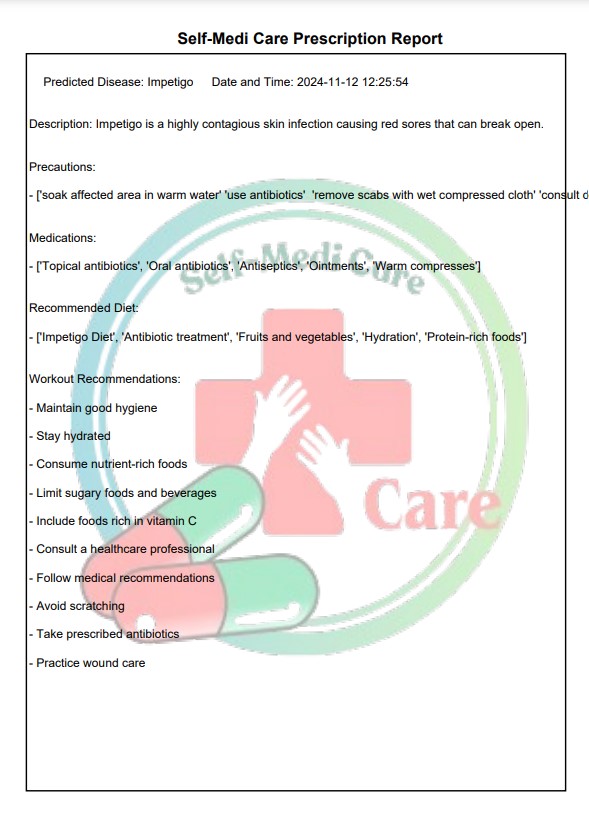 Self-Medi Care Prescription Report
Predicted Disease: Impetigo Date and Time: 2024-11-12 12:25:54
Description: Impetigo is a highly contagious skin infection causing red sores that can break open.
Precautions:
- ['soak affected area in warm water' 'use antibiotics' 'remove scabs with wet compressed cloth' 'consult d
Self-Medi Cure
Medications:
- ['Topical antibiotics', 'Oral antibiotics', 'Antiseptics', 'Ointments', 'Warm compresses']
Recommended Diet:
- ['Impetigo Diet', 'Antibiotic treatment', 'Fruits and vegetables', 'Hydration', 'Protein-rich foods']
Workout Recommendations:
- Maintain good hygiene
- Stay hydrated
- Consume nutrient-rich foods
- Limit sugary foods and beverages
Care
- Include foods rich in vitamin C
- Consult a healthcare professional
- Follow medical recommendations
- Avoid scratching
- Take prescribed antibiotics
- Practice wound care